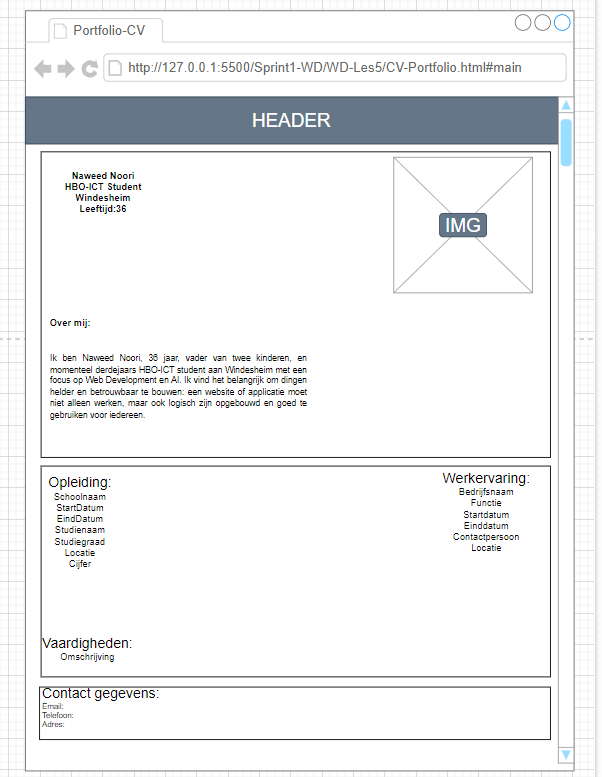 Portfolio-CV
http://127.0.0.1:5500/Sprint1-WD/WD-Les5/CV-Portfolio.html#main
HEADER
Naweed Noori
HBO-ICT Student
Windesheim
Leeftijd:36
IMG
Over mij:
Ik ben Naweed Noori, 36 jaar, vader van twee kinderen, en
momenteel derdejaars HBO-ICT student aan Windesheim met een
focus op Web Development en AI. Ik vind het belangrijk om dingen
helder en betrouwbaar te bouwen: een website of applicatie moet
niet alleen werken, maar ook logisch zijn opgebouwd en goed te
gebruiken voor iedereen.
Opleiding:
Schoolnaam
StartDatum
EindDatum
Studienaam
Studiegraad
Locatie
Cijfer
Werkervaring:
Bedrijfsnaam
Functie
Startdatum
Einddatum
Contactpersoon
Locatie
Vaardigheden:
Omschrijving
Contact gegevens:
Email:
Telefoon:
Adres: